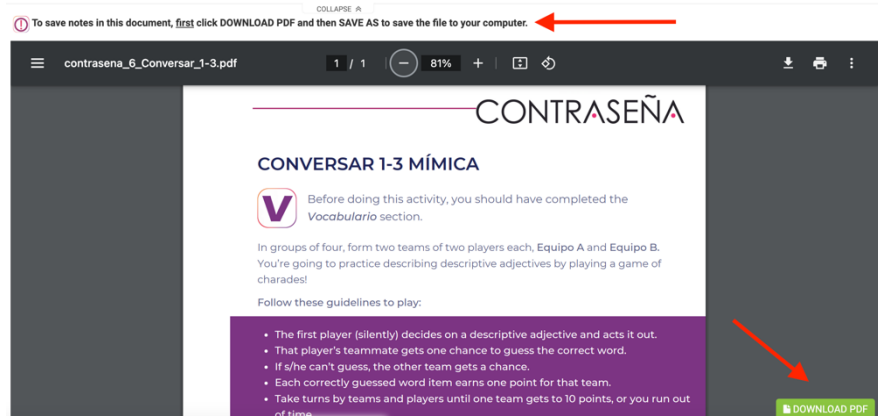 COLLAPSE
To save notes in this document, first click DOWNLOAD PDF and then SAVE AS to save the file to your computer.
contrasena_6_Conversar_1-3.pdf
1 / 1
81%
CONTRASEÑA
CONVERSAR 1-3 MÍMICA
V
Before doing this activity, you should have completed the
Vocabulario section.
In groups of four, form two teams of two players each, Equipo A and Equipo B.
You're going to practice describing descriptive adjectives by playing a game of
charades!
Follow these guidelines to play:
• The first player (silently) decides on a descriptive adjective and acts it out.
• That player's teammate gets one chance to guess the correct word.
• If s/he can't guess, the other team gets a chance.
• Each correctly guessed word item earns one point for that team.
• Take turns by teams and players until one team gets to 10 points, or you run out
of time.
DOWNLOAD PDF